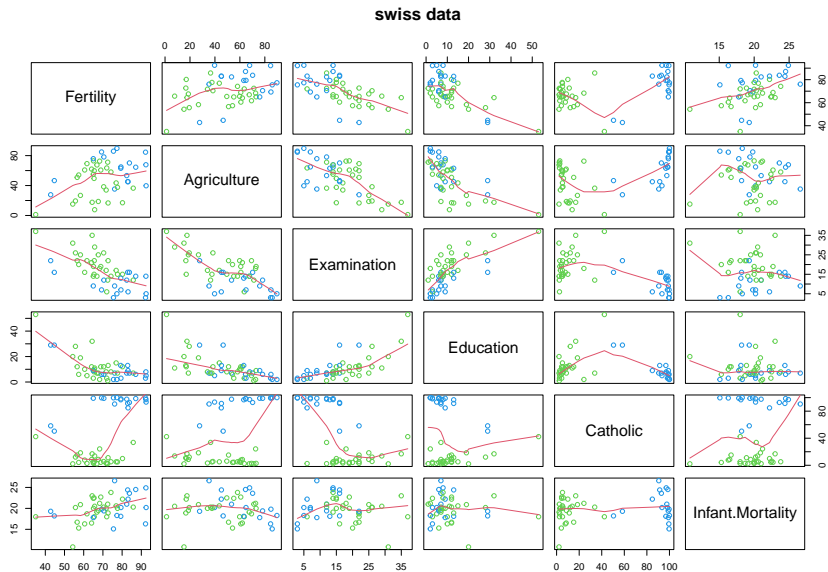 swiss data
0 20 40 60 80
0 10 20 30 40 50
15 20 25
Fertility
40 60 80
0 40 80
Agriculture
Examination
5 15 25 35
0 20 40
Education
Catholic
0 40 80
15 20 25
Infant.Mortality
40 50 60 70 80 90
5 15 25 35
0 20 40 60 80 100